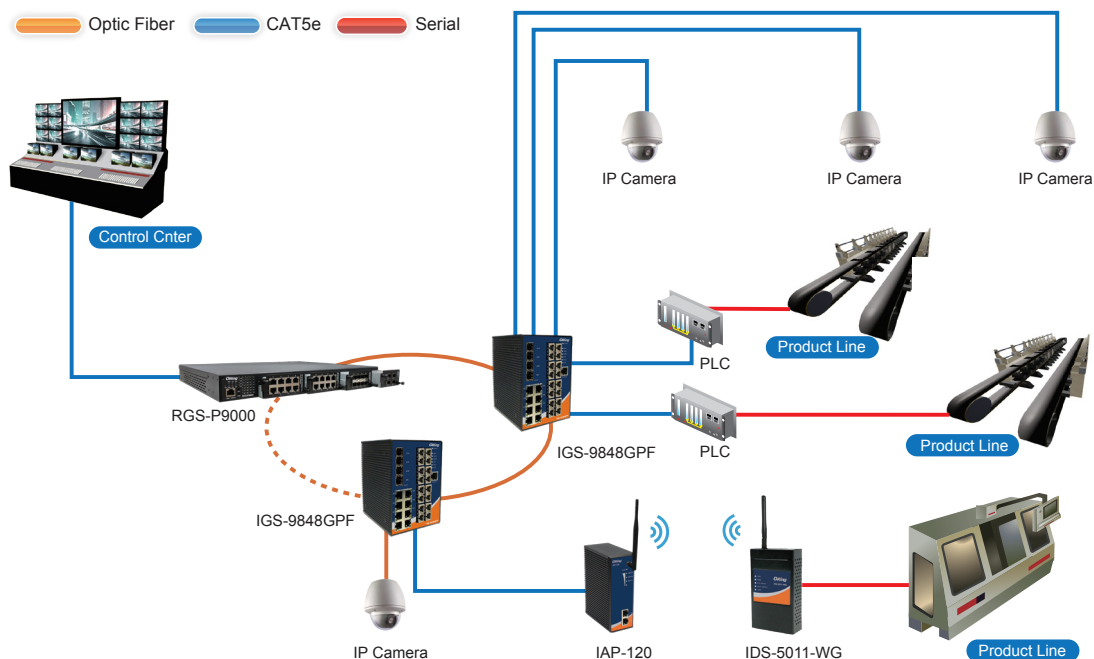 Optic Fiber
CAT5e
Serial
IP Camera
IP Camera
IP Camera
Control Cnter
PLC
Product Line
RGS-P9000
PLC
Product Line
IGS-9848GPF
IGS-9848GPF
IP Camera
IAP-120
IDS-5011-WG
Product Line